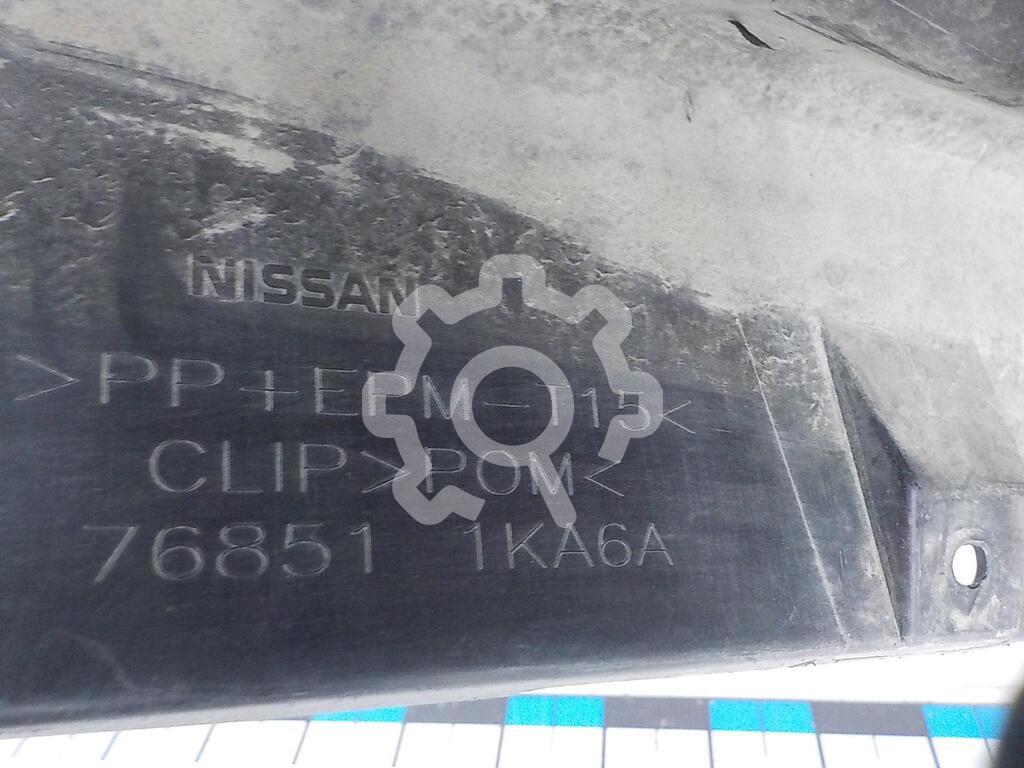 NISSAN
>PP+EPM-T15<
CLIP>POM<
76851 1KA6A